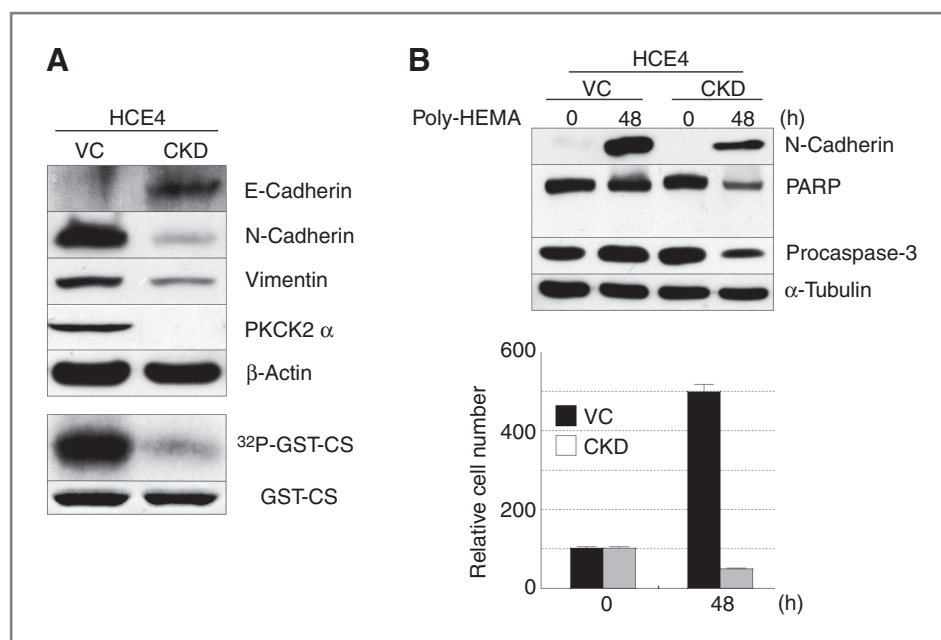 A
HCE4
VC CKD
E-Cadherin
N-Cadherin
Vimentin
PKCK2 α
β-Actin
³²P-GST-CS
GST-CS
B
HCE4
VC CKD
Poly-HEMA 0 48 0 48 (h)
N-Cadherin
PARP
Procaspase-3
α-Tubulin
Relative cell number
600
400
200
0
VC
CKD
0 48 (h)